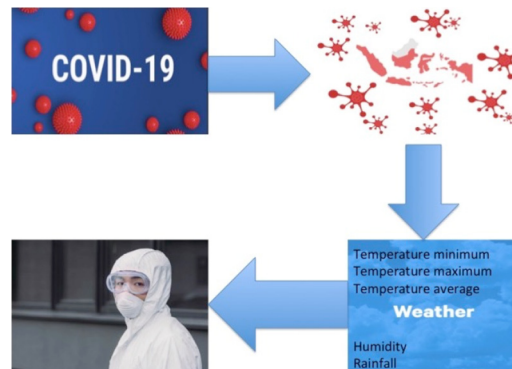 COVID-19
Temperature minimum
Temperature maximum
Temperature average
Weather
Humidity
Rainfall